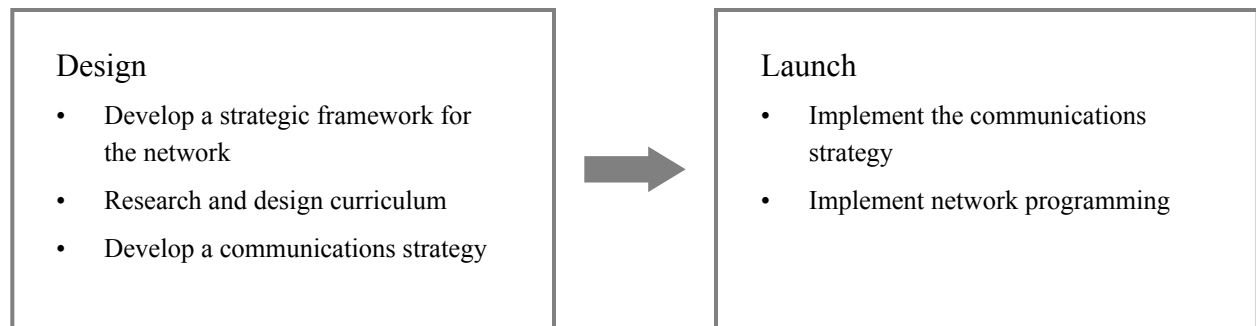 Design
• Develop a strategic framework for
the network
• Research and design curriculum
• Develop a communications strategy
Launch
• Implement the communications
strategy
• Implement network programming